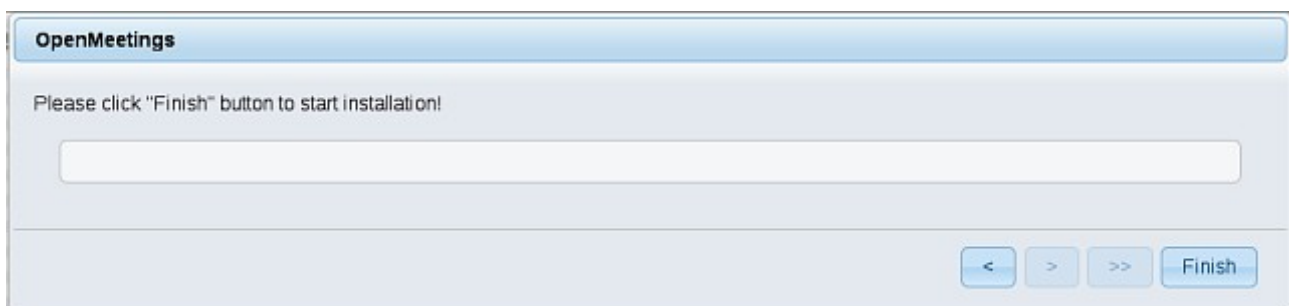 OpenMeetings
Please click "Finish" button to start installation!
< > >> Finish